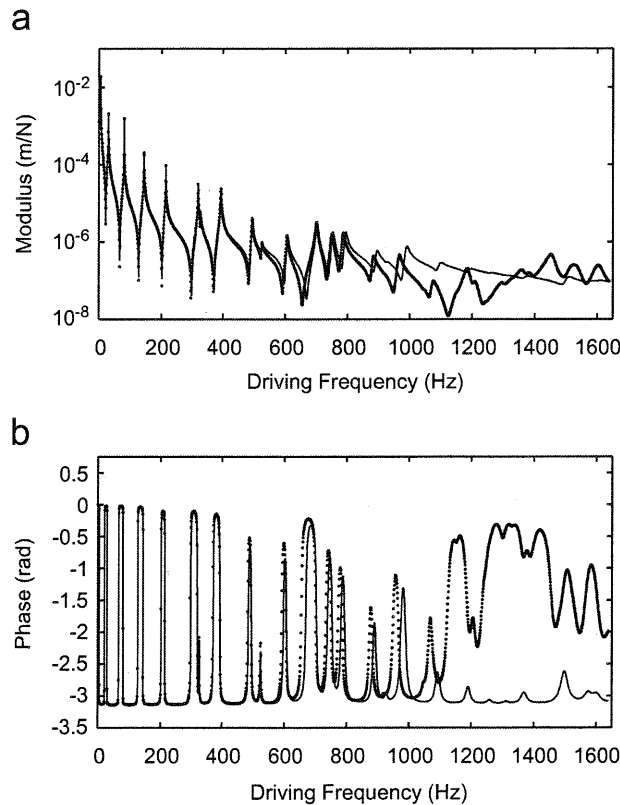 a
10⁻²
10⁻⁴
10⁻⁶
10⁻⁸
Modulus (m/N)
0 200 400 600 800 1000 1200 1400 1600
Driving Frequency (Hz)
b
0.5
0
-0.5
-1
-1.5
-2
-2.5
-3
-3.5
Phase (rad)
0 200 400 600 800 1000 1200 1400 1600
Driving Frequency (Hz)